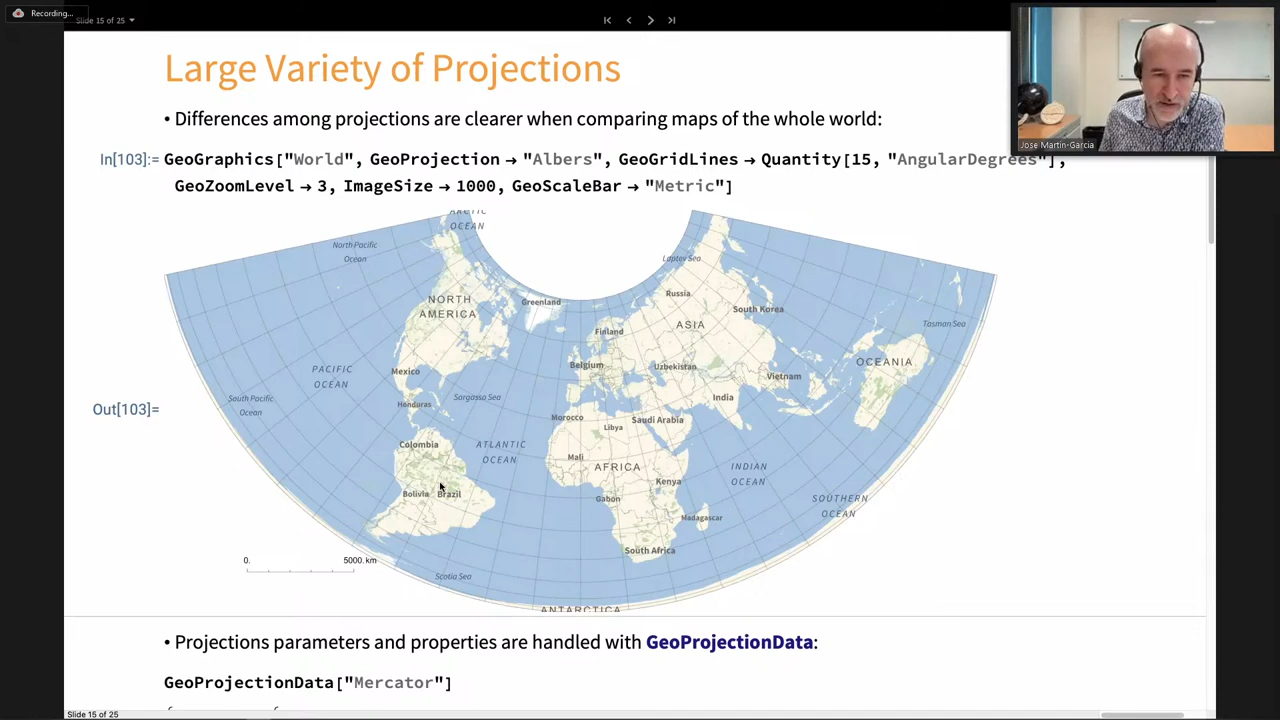 Recording...
Slide 15 of 25
Jose Martin-Garcia
Large Variety of Projections
• Differences among projections are clearer when comparing maps of the whole world:
In[103]:= GeoGraphics["World", GeoProjection → "Albers", GeoGridLines → Quantity[15, "AngularDegrees"],
GeoZoomLevel → 3, ImageSize → 1000, GeoScaleBar → "Metric"]
Out[103]=
ARCTIC
OCEAN
North Pacific
Ocean
Laptev Sea
NORTH
AMERICA
Greenland
Russia
South Korea
ASIA
Tasman Sea
Finland
OCEANIA
PACIFIC
OCEAN
Mexico
Belgium
Uzbekistan
Vietnam
South Pacific
Ocean
Honduras
Sargasso Sea
India
Morocco
Libya
Saudi Arabia
Colombia
ATLANTIC
OCEAN
Mali
AFRICA
INDIAN
OCEAN
Kenya
Bolivia
Brazil
Gabon
Madagascar
SOUTHERN
OCEAN
South Africa
0.
5000. km
Scotia Sea
ANTARCTICA
• Projections parameters and properties are handled with GeoProjectionData:
GeoProjectionData["Mercator"]
Slide 15 of 25